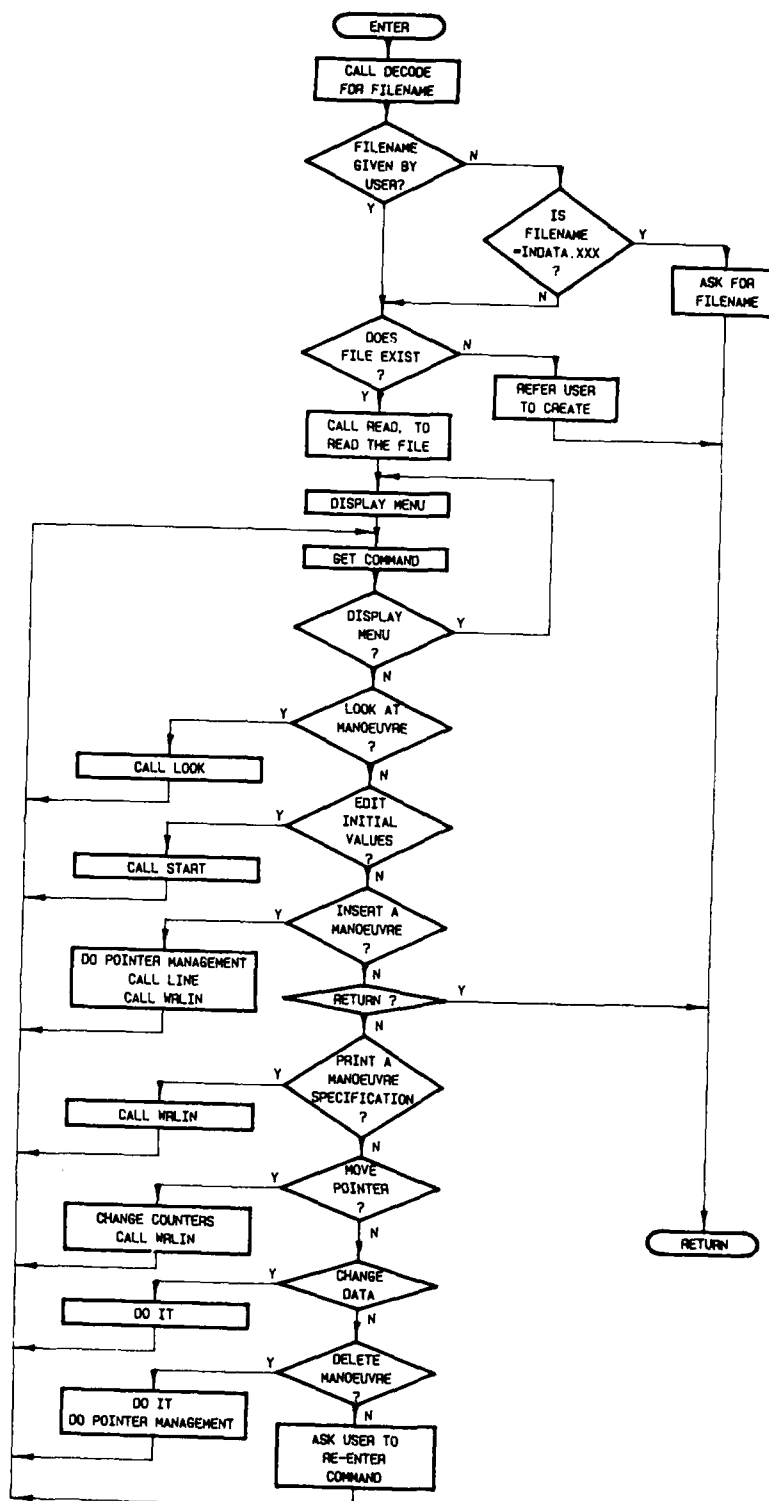 ENTER
CALL DECODE
FOR FILENAME
FILENAME
GIVEN BY
USER?
N
Y
IS
FILENAME
=INDATA.XXX
?
Y
N
ASK FOR
FILENAME
DOES
FILE EXIST
?
N
Y
REFER USER
TO CREATE
CALL READ, TO
READ THE FILE
DISPLAY MENU
GET COMMAND
DISPLAY
MENU
?
Y
N
LOOK AT
MANOEUVRE
?
Y
N
CALL LOOK
EDIT
INITIAL
VALUES
?
Y
N
CALL START
INSERT A
MANOEUVRE
?
Y
N
DO POINTER MANAGEMENT
CALL LINE
CALL WRLIN
RETURN ?
Y
N
PRINT A
MANOEUVRE
SPECIFICATION
?
Y
N
CALL WRLIN
MOVE
POINTER
?
Y
N
CHANGE COUNTERS
CALL WRLIN
RETURN
CHANGE
DATA
Y
N
DO IT
DELETE
MANOEUVRE
?
Y
N
DO IT
DO POINTER MANAGEMENT
ASK USER TO
RE-ENTER
COMMAND